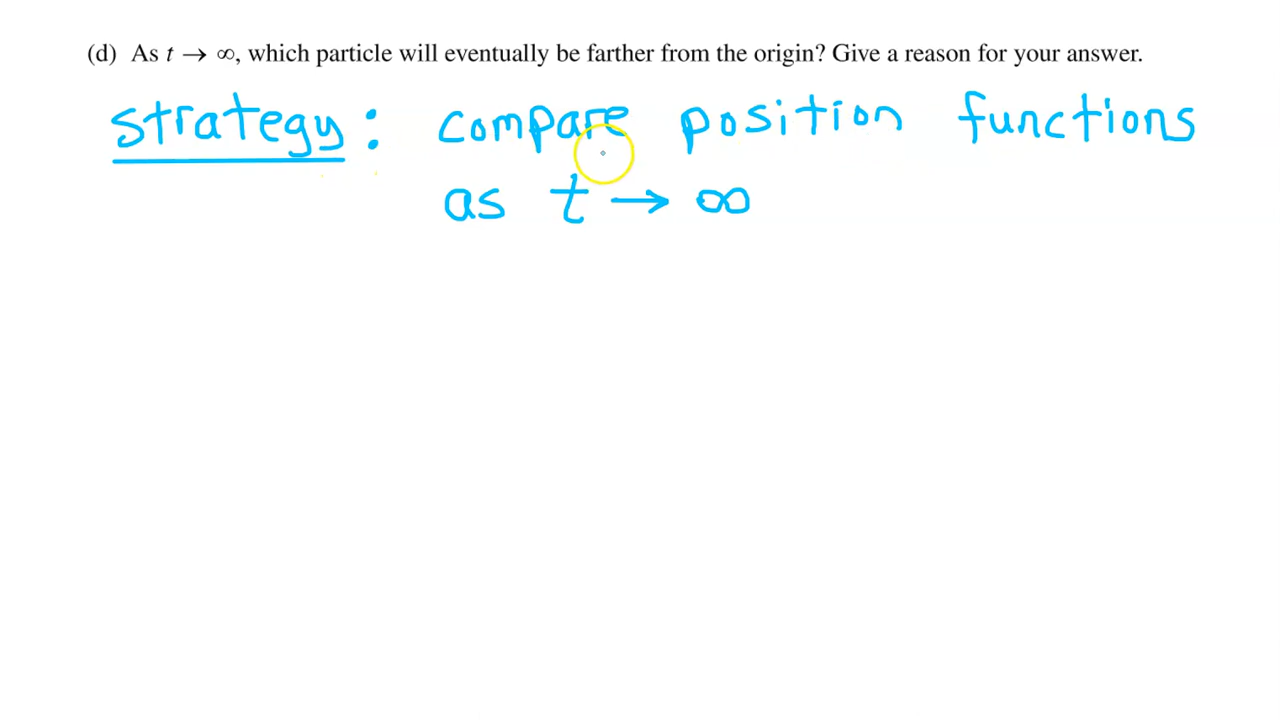 (d) As t → ∞, which particle will eventually be farther from the origin? Give a reason for your answer.
strategy: compare position functions
as t → ∞